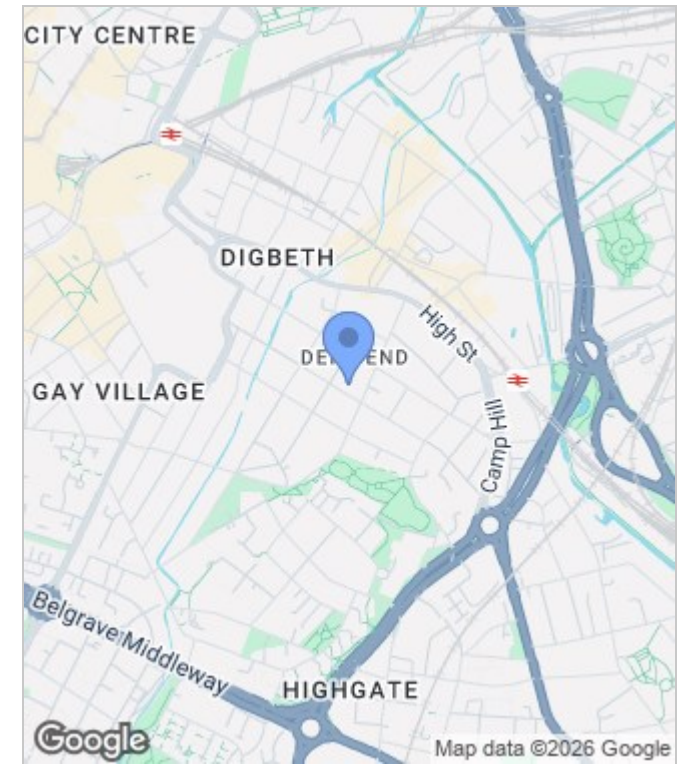 CITY CENTRE
DIGBETH
High St
GAY VILLAGE
Camp Hill
Belgrave Middleway
HIGHGATE
Google
Map data ©2026 Google